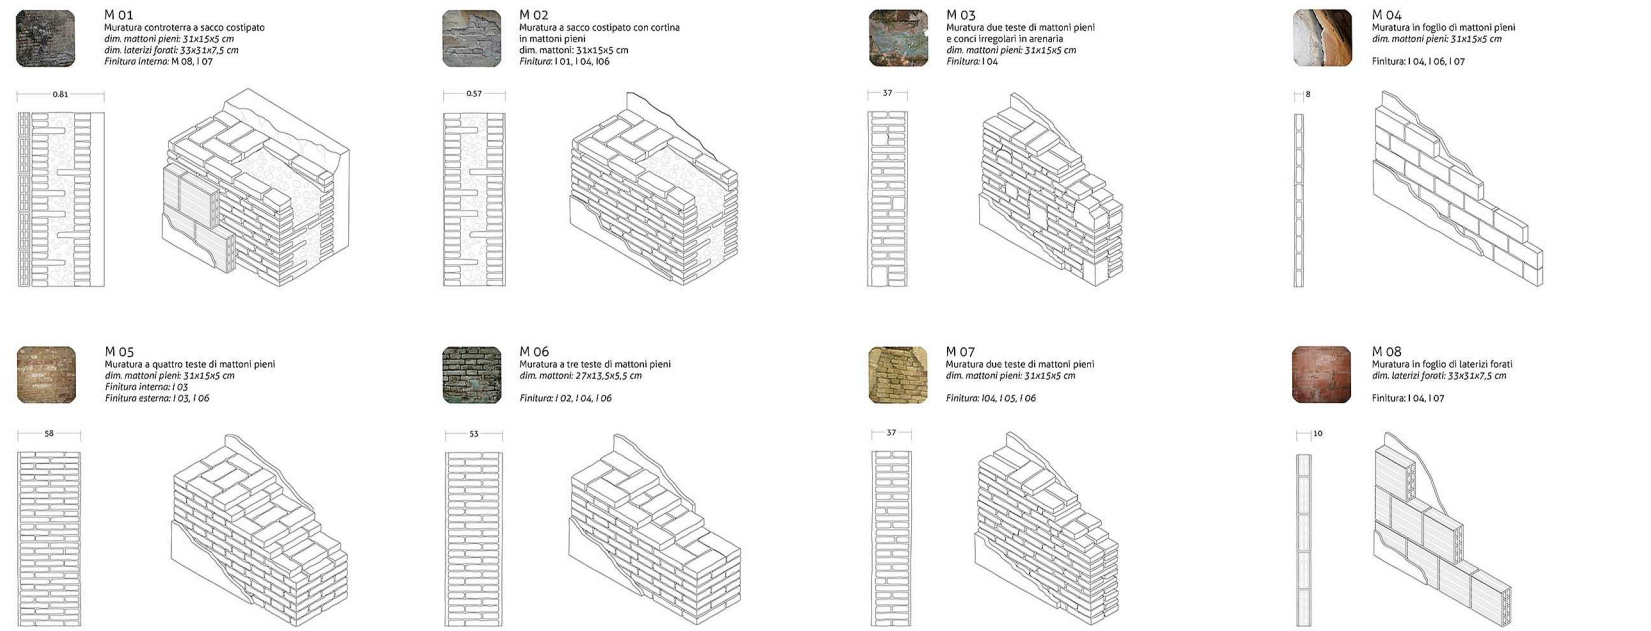 M 01
Muratura controterra a sacco costipato
dim. mattoni pieni: 31x15x5 cm
dim. laterizi forati: 33x31x7,5 cm
Finitura interna: M 08, I 07
0.81
M 02
Muratura a sacco costipato con cortina
in mattoni pieni
dim. mattoni: 31x15x5 cm
Finitura: I 01, I 04, I06
0.57
M 03
Muratura due teste di mattoni pieni
e conci irregolari in arenaria
dim. mattoni pieni: 31x15x5 cm
Finitura: I 04
37
M 04
Muratura in foglio di mattoni pieni
dim. mattoni pieni: 31x15x5 cm
Finitura: I 04, I 06, I 07
8
M 05
Muratura a quattro teste di mattoni pieni
dim. mattoni pieni: 31x15x5 cm
Finitura interna: I 03
Finitura esterna: I 03, I 06
58
M 06
Muratura a tre teste di mattoni pieni
dim. mattoni: 27x13,5x5,5 cm
Finitura: I 02, I 04, I 06
53
M 07
Muratura due teste di mattoni pieni
dim. mattoni pieni: 31x15x5 cm
Finitura: I04, I 05, I 06
37
M 08
Muratura in foglio di laterizi forati
dim. laterizi forati: 33x31x7,5 cm
Finitura: I 04, I 07
10